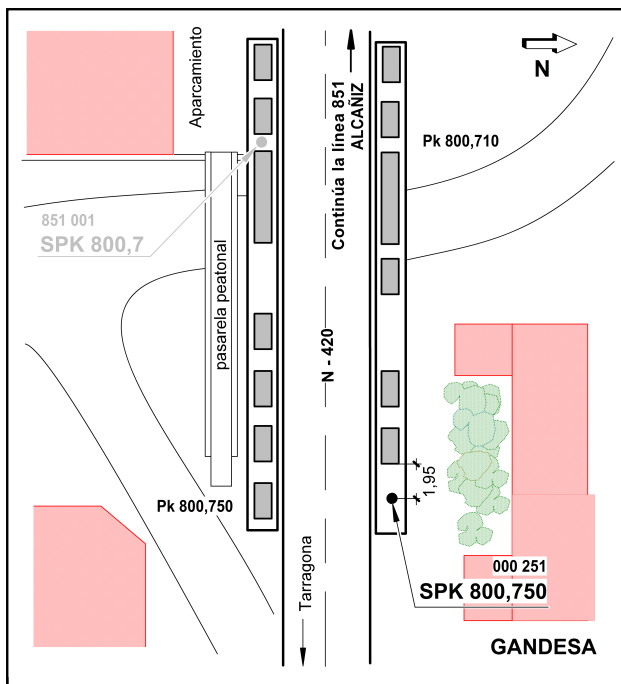 Aparcamiento
Continúa la línea 851
ALCAÑIZ
N
Pk 800,710
851 001
SPK 800,7
pasarela peatonal
N - 420
1,95
Pk 800,750
Tarragona
000 251
SPK 800,750
GANDESA